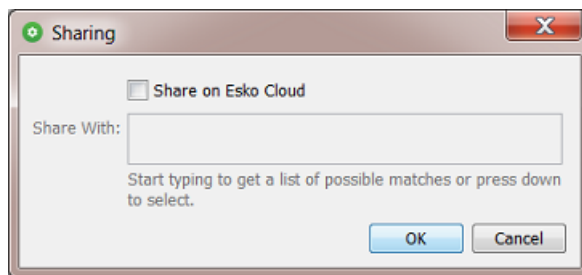 Sharing
Share on Esko Cloud
Share With:
Start typing to get a list of possible matches or press down
to select.
OK Cancel